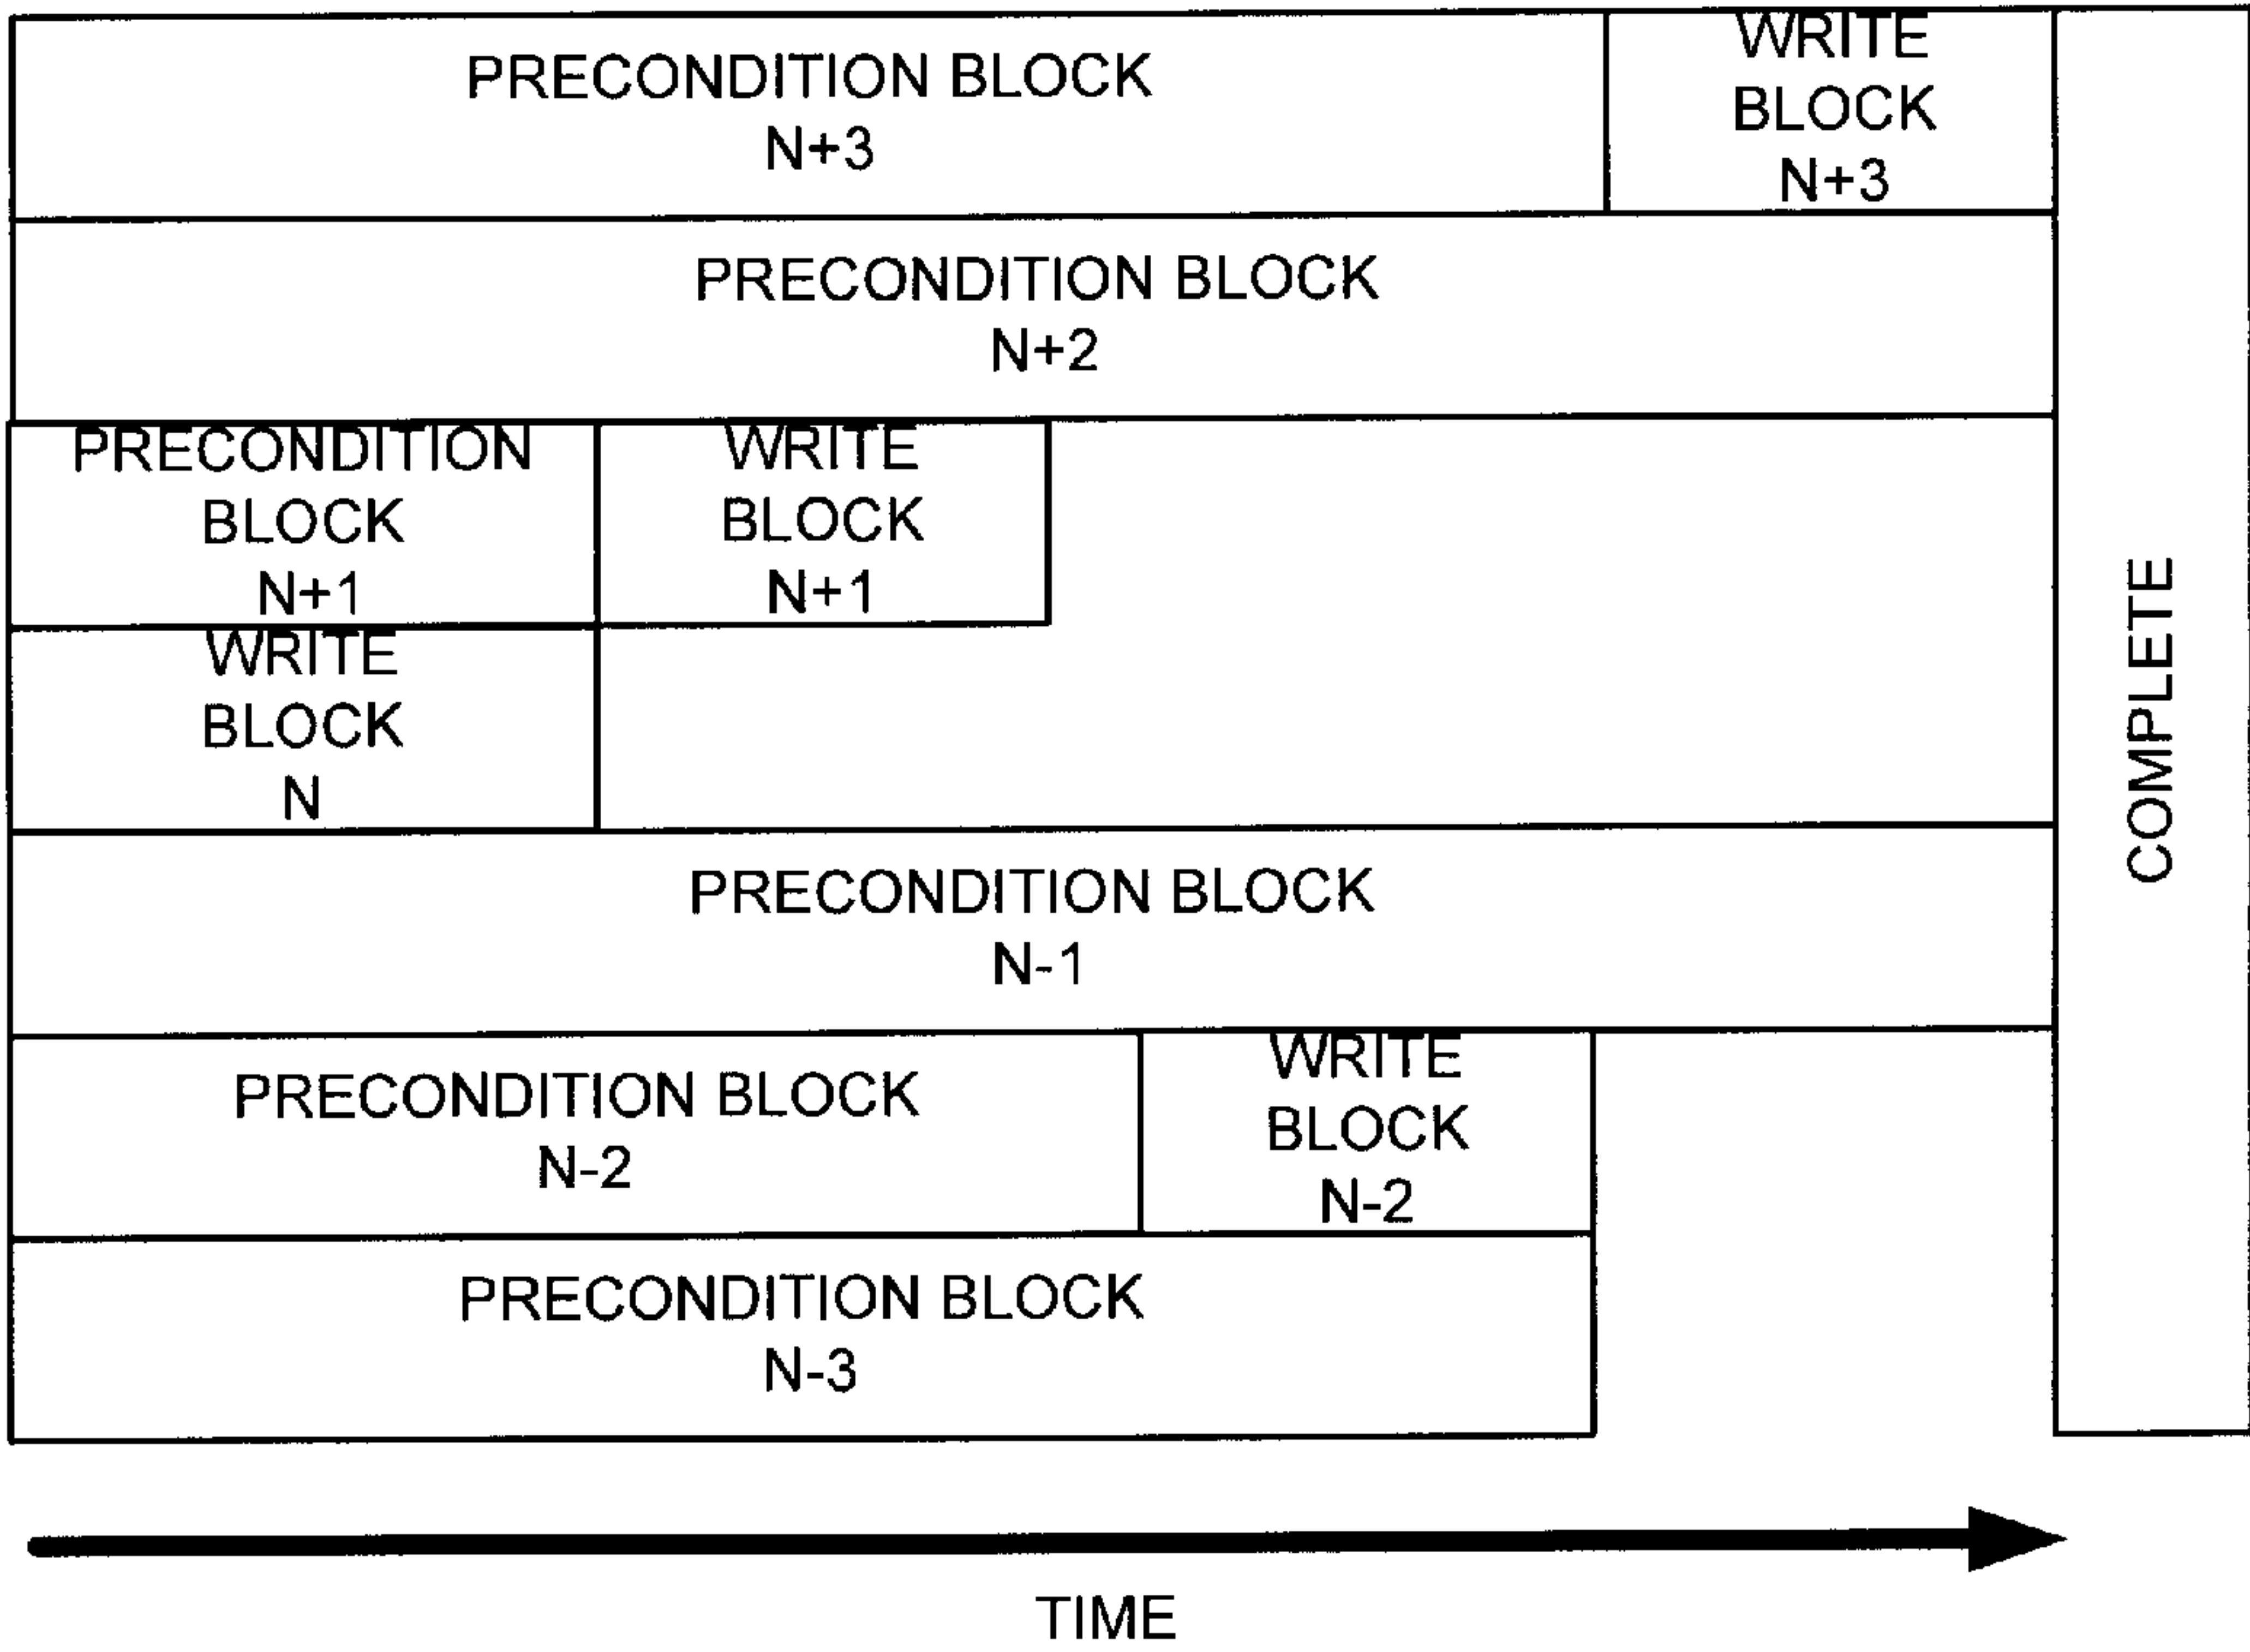 PRECONDITION BLOCK
N+3
WRITE
BLOCK
N+3
PRECONDITION BLOCK
N+2
PRECONDITION
BLOCK
N+1
WRITE
BLOCK
N+1
WRITE
BLOCK
N
PRECONDITION BLOCK
N-1
PRECONDITION BLOCK
N-2
WRITE
BLOCK
N-2
PRECONDITION BLOCK
N-3
COMPLETE
TIME